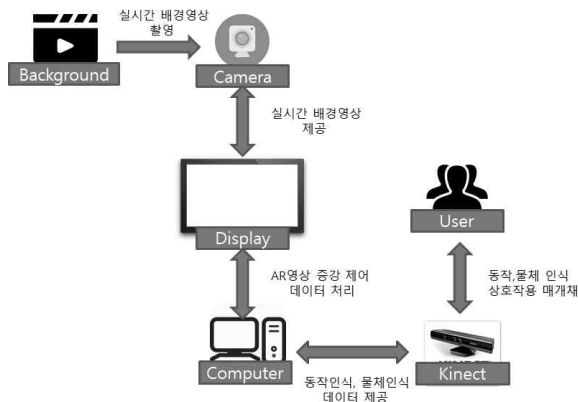 실시간 배경영상
촬영
Background
Camera
실시간 배경영상
제공
Display
User
AR영상 증강 제어
데이터 처리
동작,물체 인식
상호작용 매개채
Computer
Kinect
동작인식, 물체인식
데이터 제공